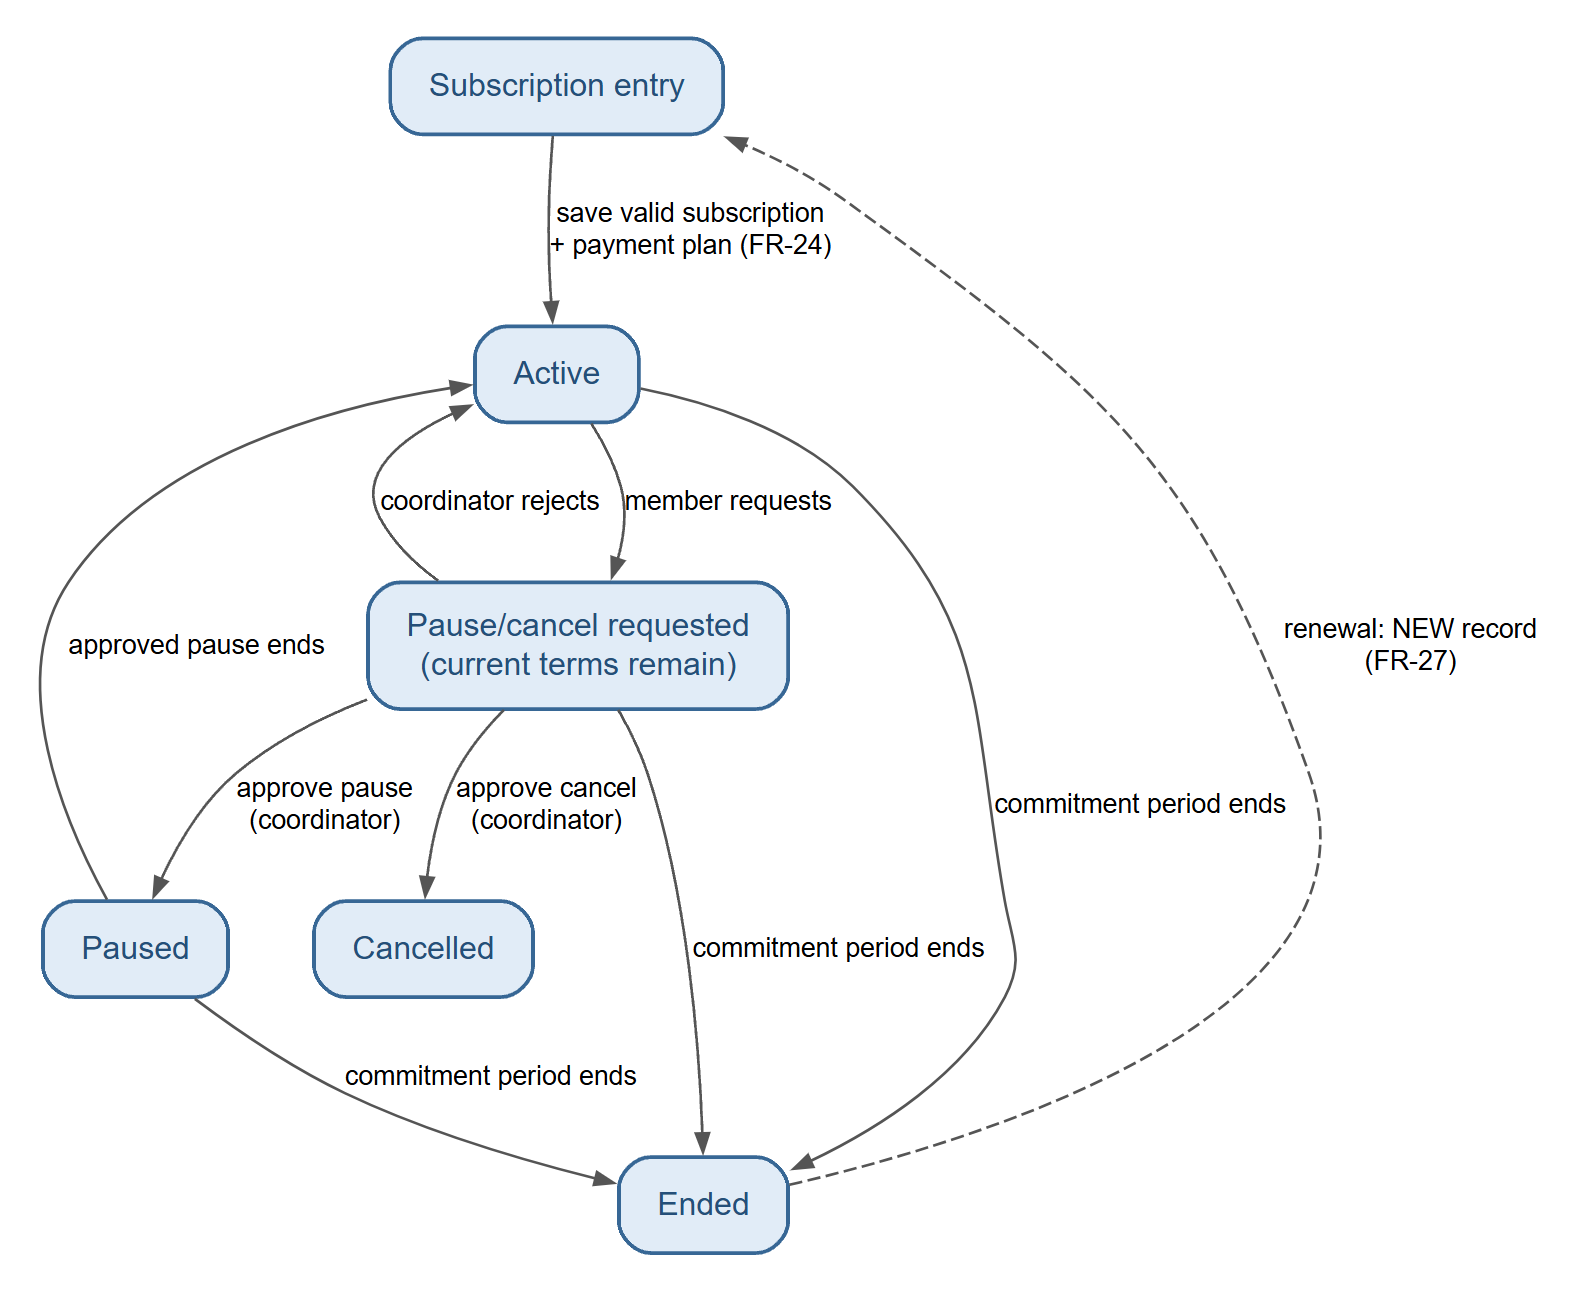 Subscription entry
save valid subscription
+ payment plan (FR-24)
Active
coordinator rejects
member requests
Pause/cancel requested
(current terms remain)
approved pause ends
renewal: NEW record
(FR-27)
approve pause
(coordinator)
approve cancel
(coordinator)
commitment period ends
Paused
Cancelled
commitment period ends
commitment period ends
Ended